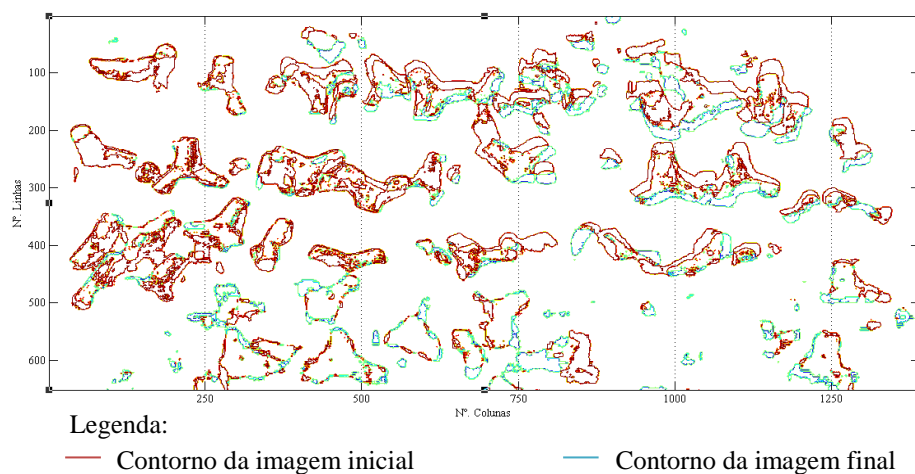 100
200
300
400
500
600
Nº. Linhas
250
500
750
1000
1250
Nº. Colunas
Legenda:
Contorno da imagem inicial
Contorno da imagem final